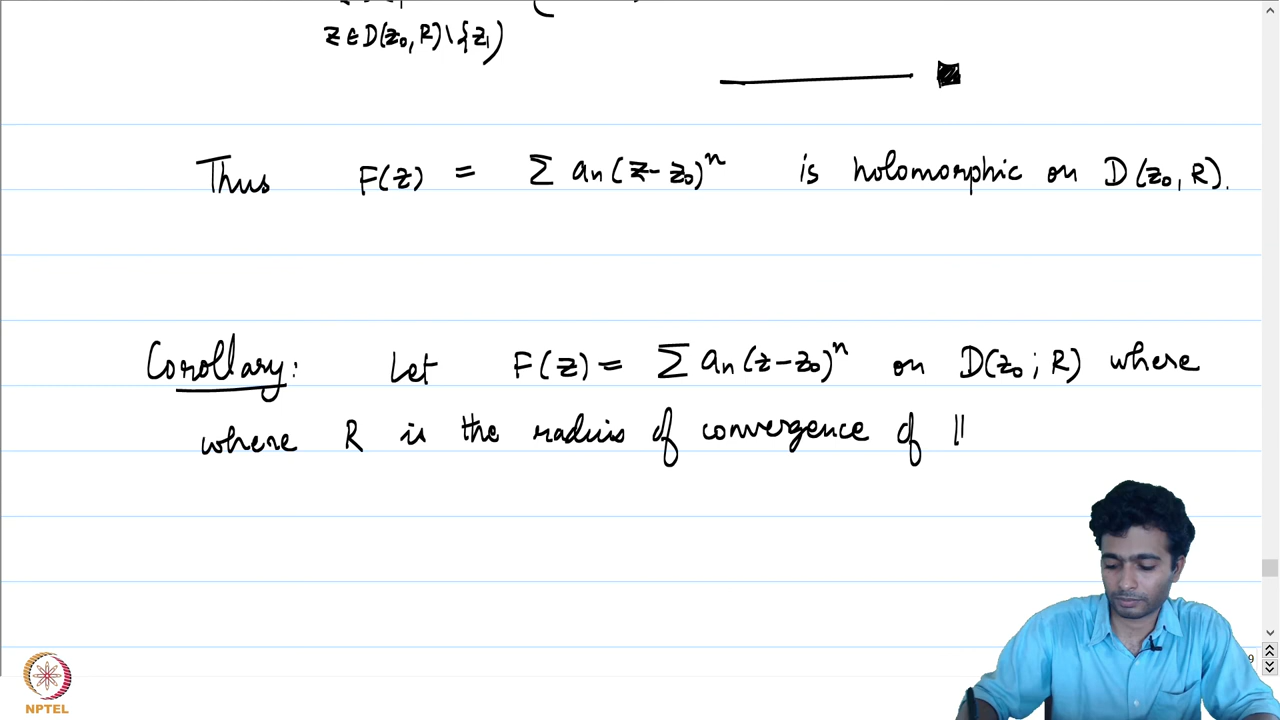 z ∈ D(z₀, R) \ {z₁}
Thus F(z) = Σ aₙ(z-z₀)ⁿ is holomorphic on D(z₀, R).
Corollary: Let F(z) = Σ aₙ(z-z₀)ⁿ on D(z₀; R) where
where R is the radius of convergence of
9
NPTEL